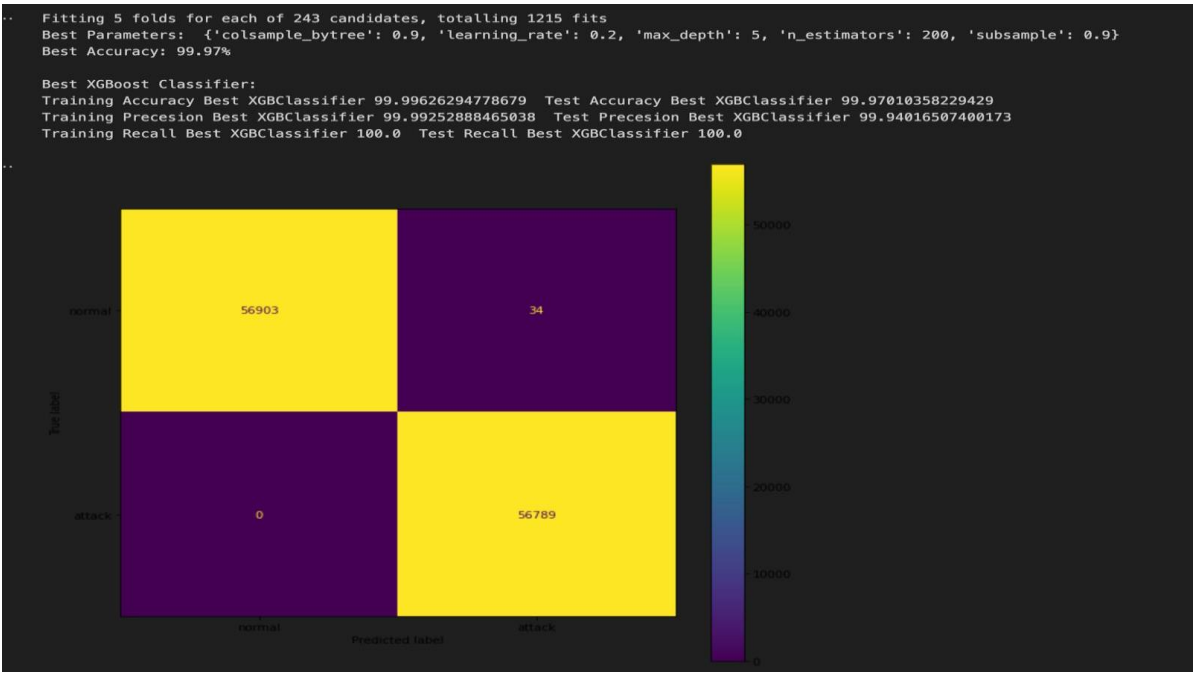 Fitting 5 folds for each of 243 candidates, totalling 1215 fits
Best Parameters:  {'colsample_bytree': 0.9, 'learning_rate': 0.2, 'max_depth': 5, 'n_estimators': 200, 'subsample': 0.9}
Best Accuracy: 99.97%
Best XGBoost Classifier:
Training Accuracy Best XGBClassifier 99.99626294778679  Test Accuracy Best XGBClassifier 99.97010358229429
Training Precesion Best XGBClassifier 99.99252888465038  Test Precesion Best XGBClassifier 99.94016507400173
Training Recall Best XGBClassifier 100.0  Test Recall Best XGBClassifier 100.0
50000
normal
56903
34
40000
True label
30000
20000
attack
0
56789
10000
normal
attack
Predicted label
0